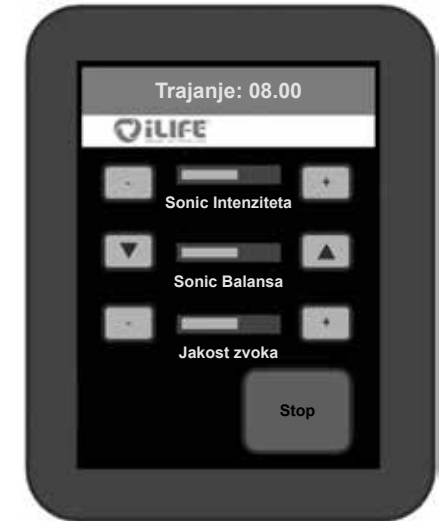 Trajanje: 08.00
iLIFE
- +
Sonic Intenziteta
▼ ▲
Sonic Balansa
- +
Jakost zvoka
Stop